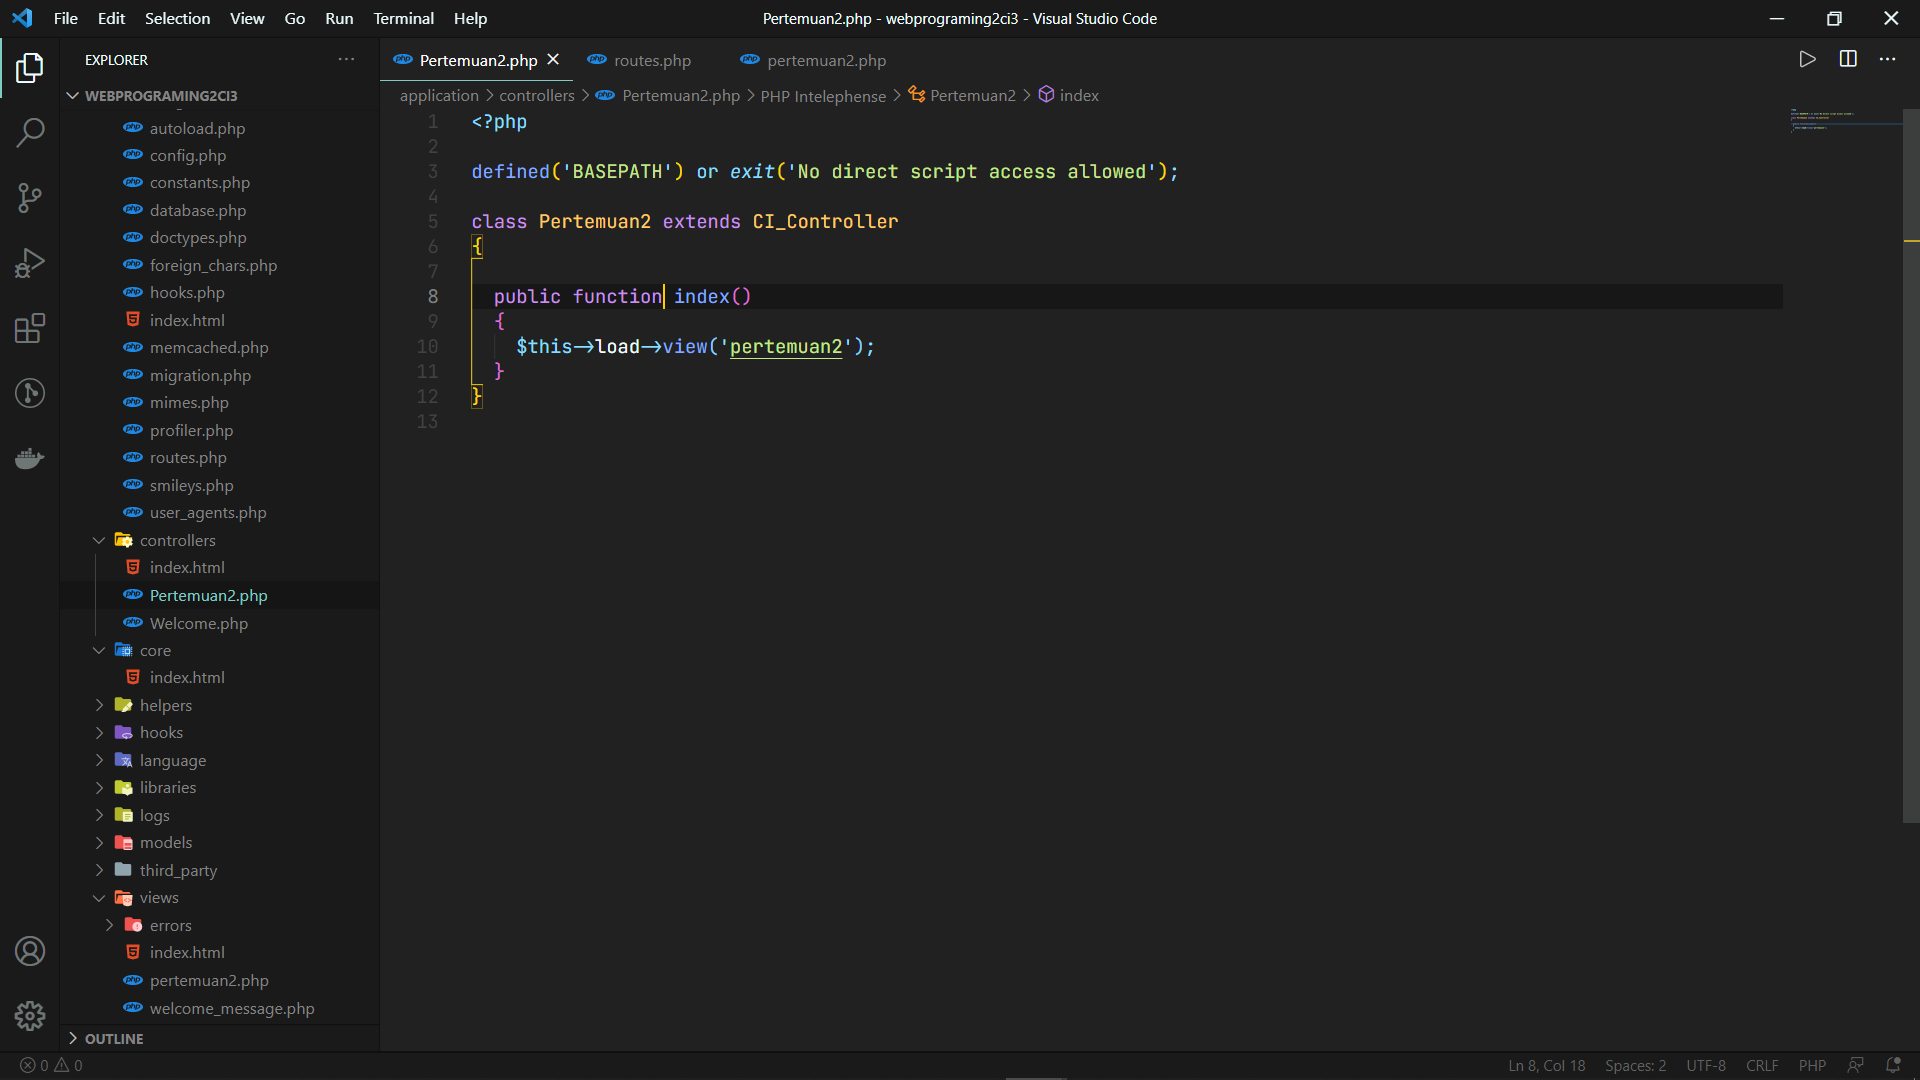 File Edit Selection View Go Run Terminal Help
Pertemuan2.php - webprograming2ci3 - Visual Studio Code
EXPLORER
WEBPROGRAMING2CI3
autoload.php
config.php
constants.php
database.php
doctypes.php
foreign_chars.php
hooks.php
index.html
memcached.php
migration.php
mimes.php
profiler.php
routes.php
smileys.php
user_agents.php
controllers
index.html
Pertemuan2.php
Welcome.php
core
index.html
helpers
hooks
language
libraries
logs
models
third_party
views
errors
index.html
pertemuan2.php
welcome_message.php
OUTLINE
Pertemuan2.php routes.php pertemuan2.php
application > controllers > Pertemuan2.php > PHP Intelephense > Pertemuan2 > index
1 <?php
2
3 defined('BASEPATH') or exit('No direct script access allowed');
4
5 class Pertemuan2 extends CI_Controller
6 {
7
8 public function index()
9 {
10 $this->load->view('pertemuan2');
11 }
12 }
13
0 0
Ln 8, Col 18 Spaces: 2 UTF-8 CRLF PHP